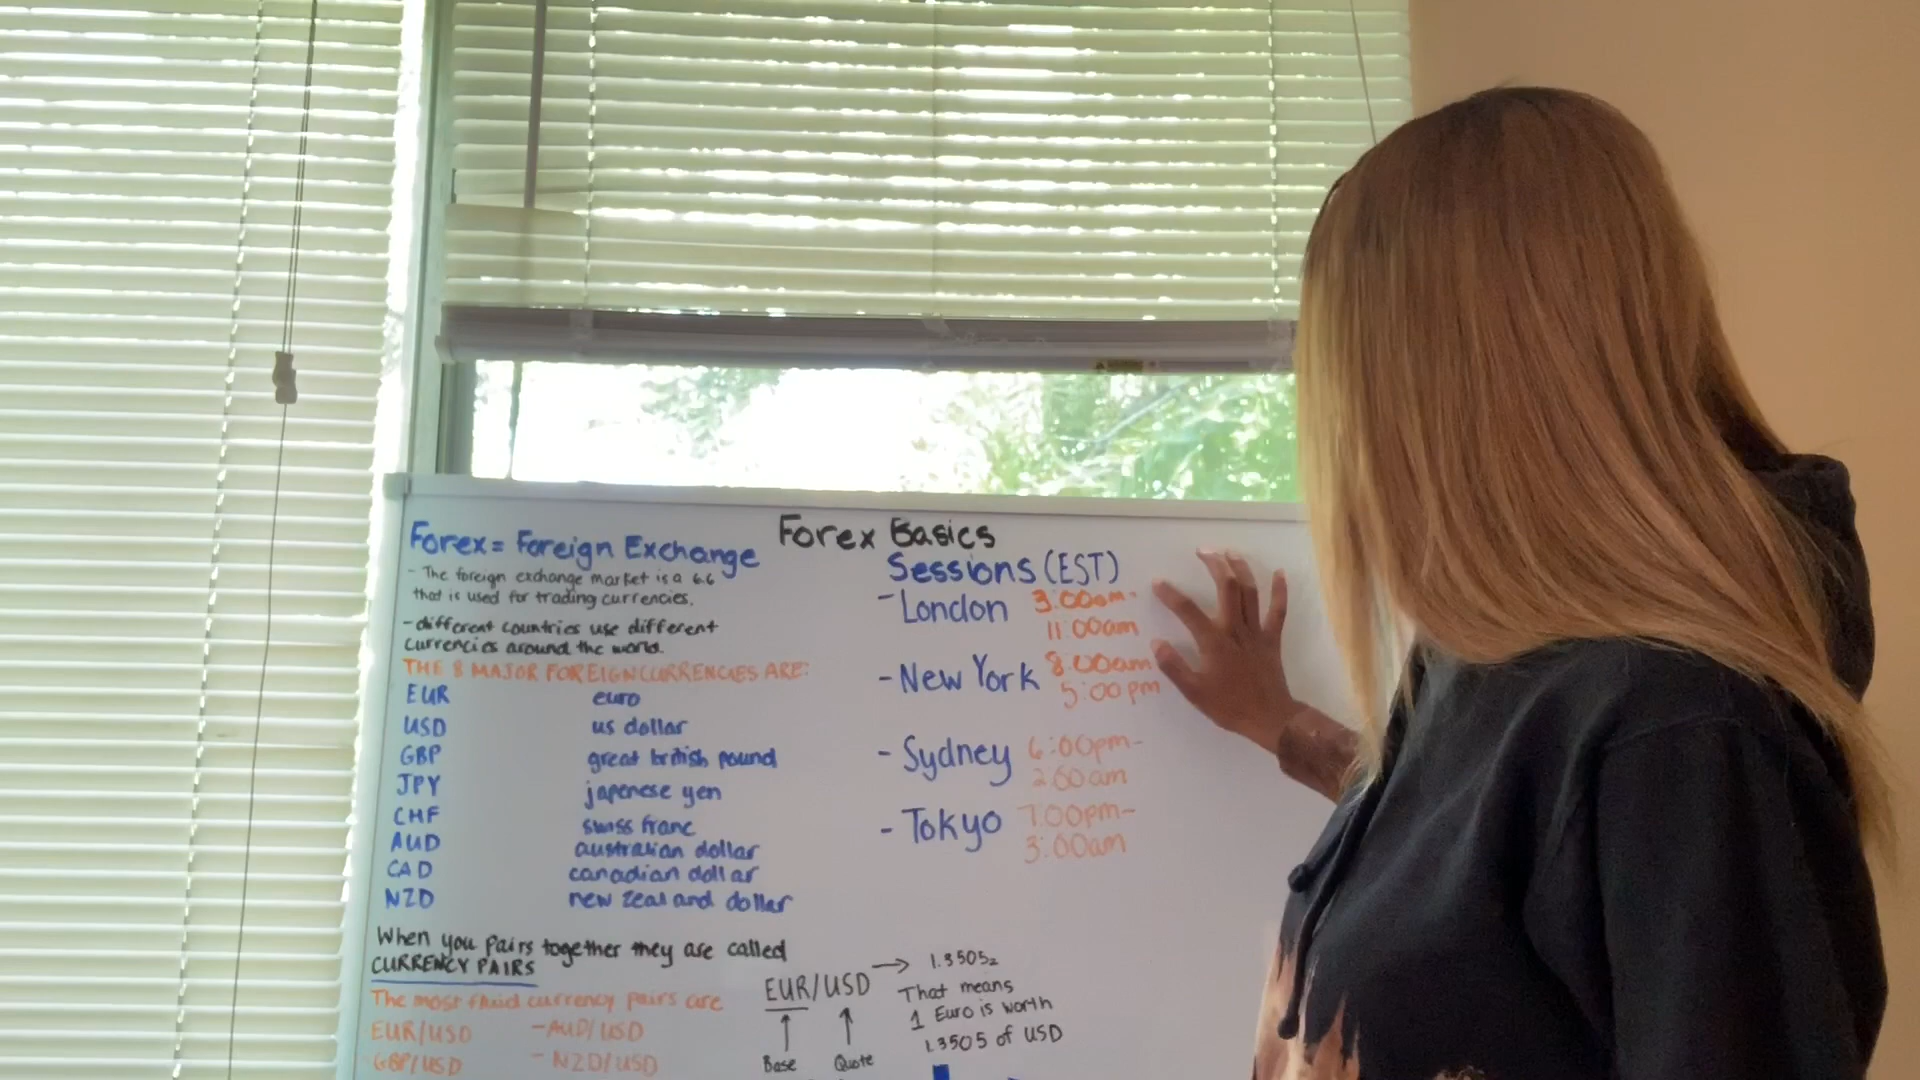 Forex Basics
Forex = Foreign Exchange
- The foreign exchange market is a 6.6
that is used for trading currencies.
- different countries use different
currencies around the world.
THE 8 MAJOR FOREIGN CURRENCIES ARE:
EUR euro
USD us dollar
GBP great british pound
JPY japenese yen
CHF swiss franc
AUD australian dollar
CAD canadian dollar
NZD new zealand dollar
When you pairs together they are called
CURRENCY PAIRS
The most fluid currency pairs are
EUR/USD - AUD/USD
GBP/USD - NZD/USD
Sessions (EST)
- London 3:00am-
11:00am
- New York 8:00am
5:00pm
- Sydney 6:00pm-
2:00am
- Tokyo 7:00pm-
3:00am
EUR/USD → 1.35052
That means
1 Euro is worth
1.3505 of USD
Base Quote